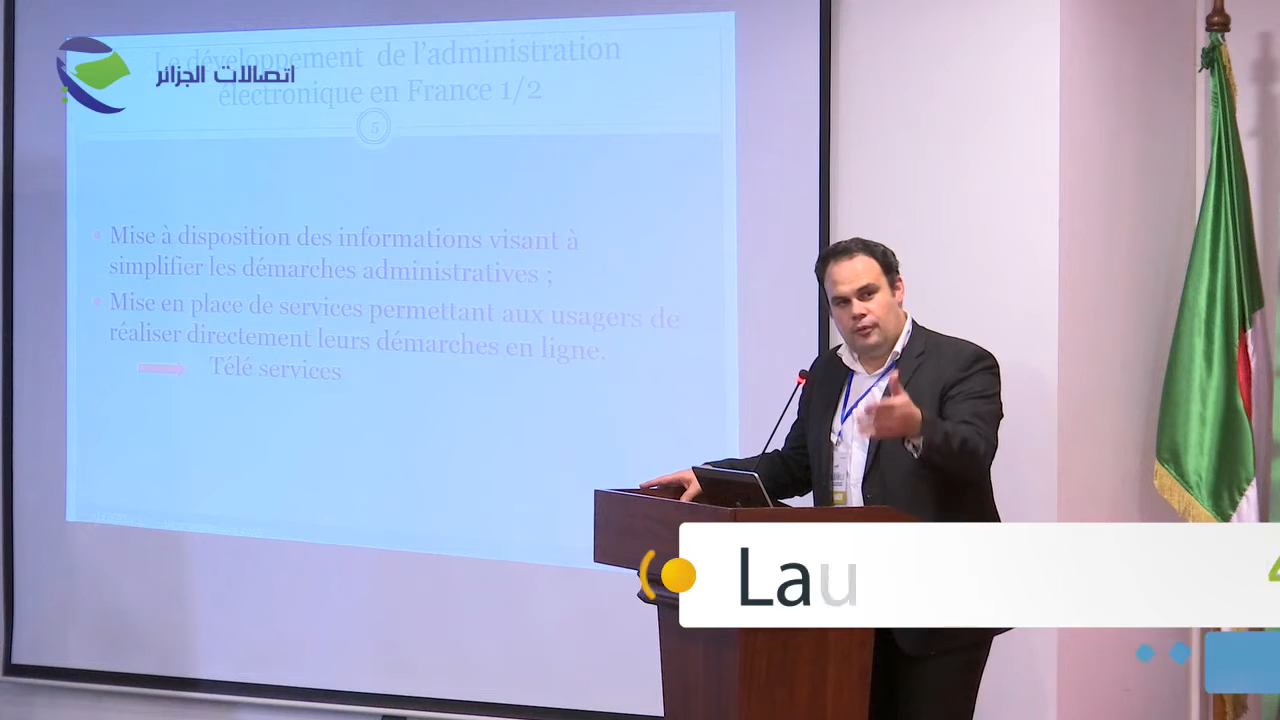 Le développement de l'administration
électronique en France 1/2
اتصالات الجزائر
5
• Mise à disposition des informations visant à
simplifier les démarches administratives ;
• Mise en place de services permettant aux usagers de
réaliser directement leurs démarches en ligne.
Télé services
Lau